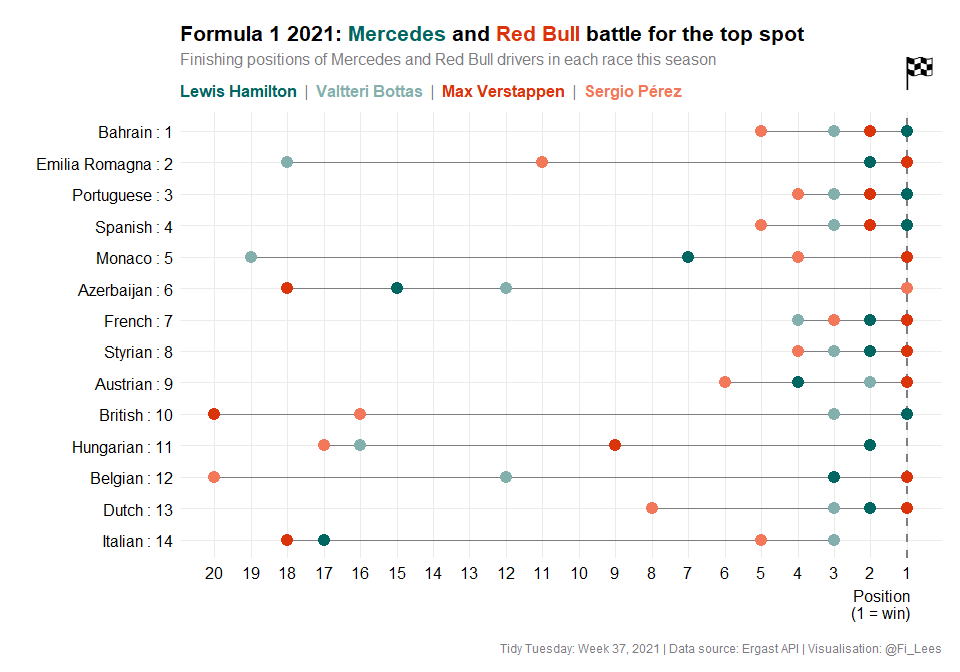 Formula 1 2021: Mercedes and Red Bull battle for the top spot
Finishing positions of Mercedes and Red Bull drivers in each race this season
Lewis Hamilton | Valtteri Bottas | Max Verstappen | Sergio Pérez
Bahrain : 1
Emilia Romagna : 2
Portuguese : 3
Spanish : 4
Monaco : 5
Azerbaijan : 6
French : 7
Styrian : 8
Austrian : 9
British : 10
Hungarian : 11
Belgian : 12
Dutch : 13
Italian : 14
20 19 18 17 16 15 14 13 12 11 10 9 8 7 6 5 4 3 2 1
Position
(1 = win)
Tidy Tuesday: Week 37, 2021 | Data source: Ergast API | Visualisation: @Fi_Lees